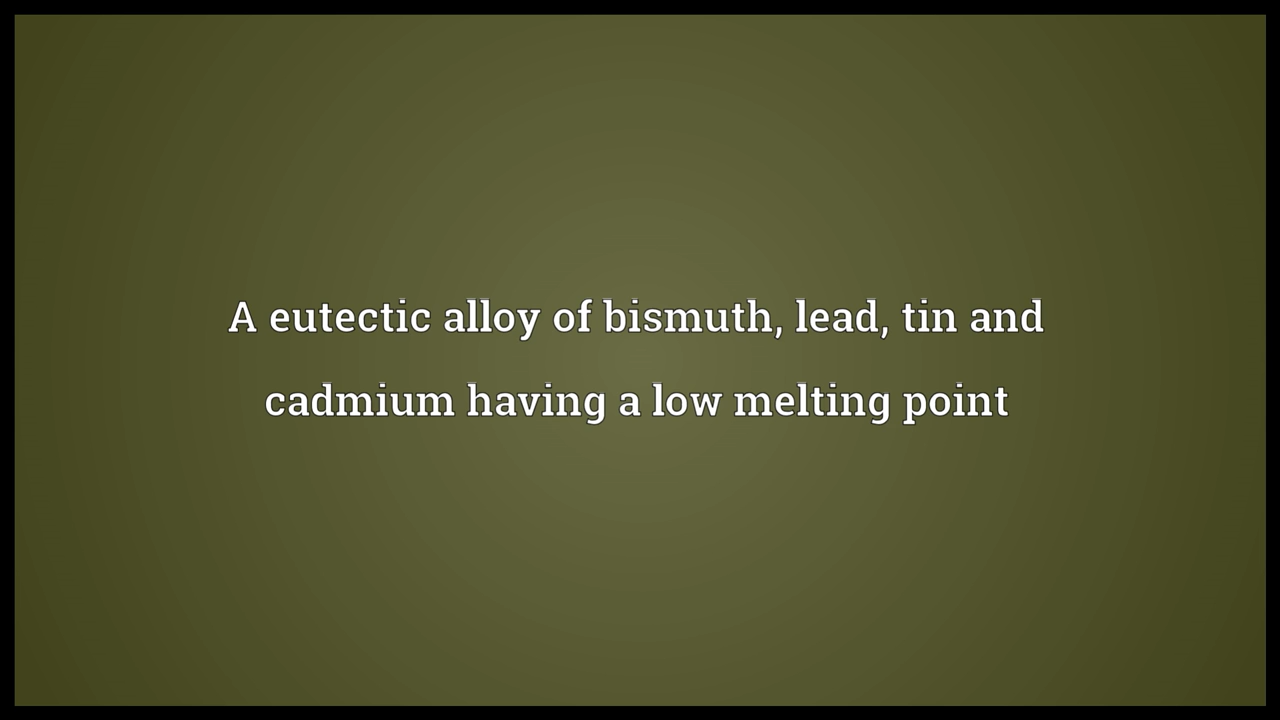 A eutectic alloy of bismuth, lead, tin and
cadmium having a low melting point